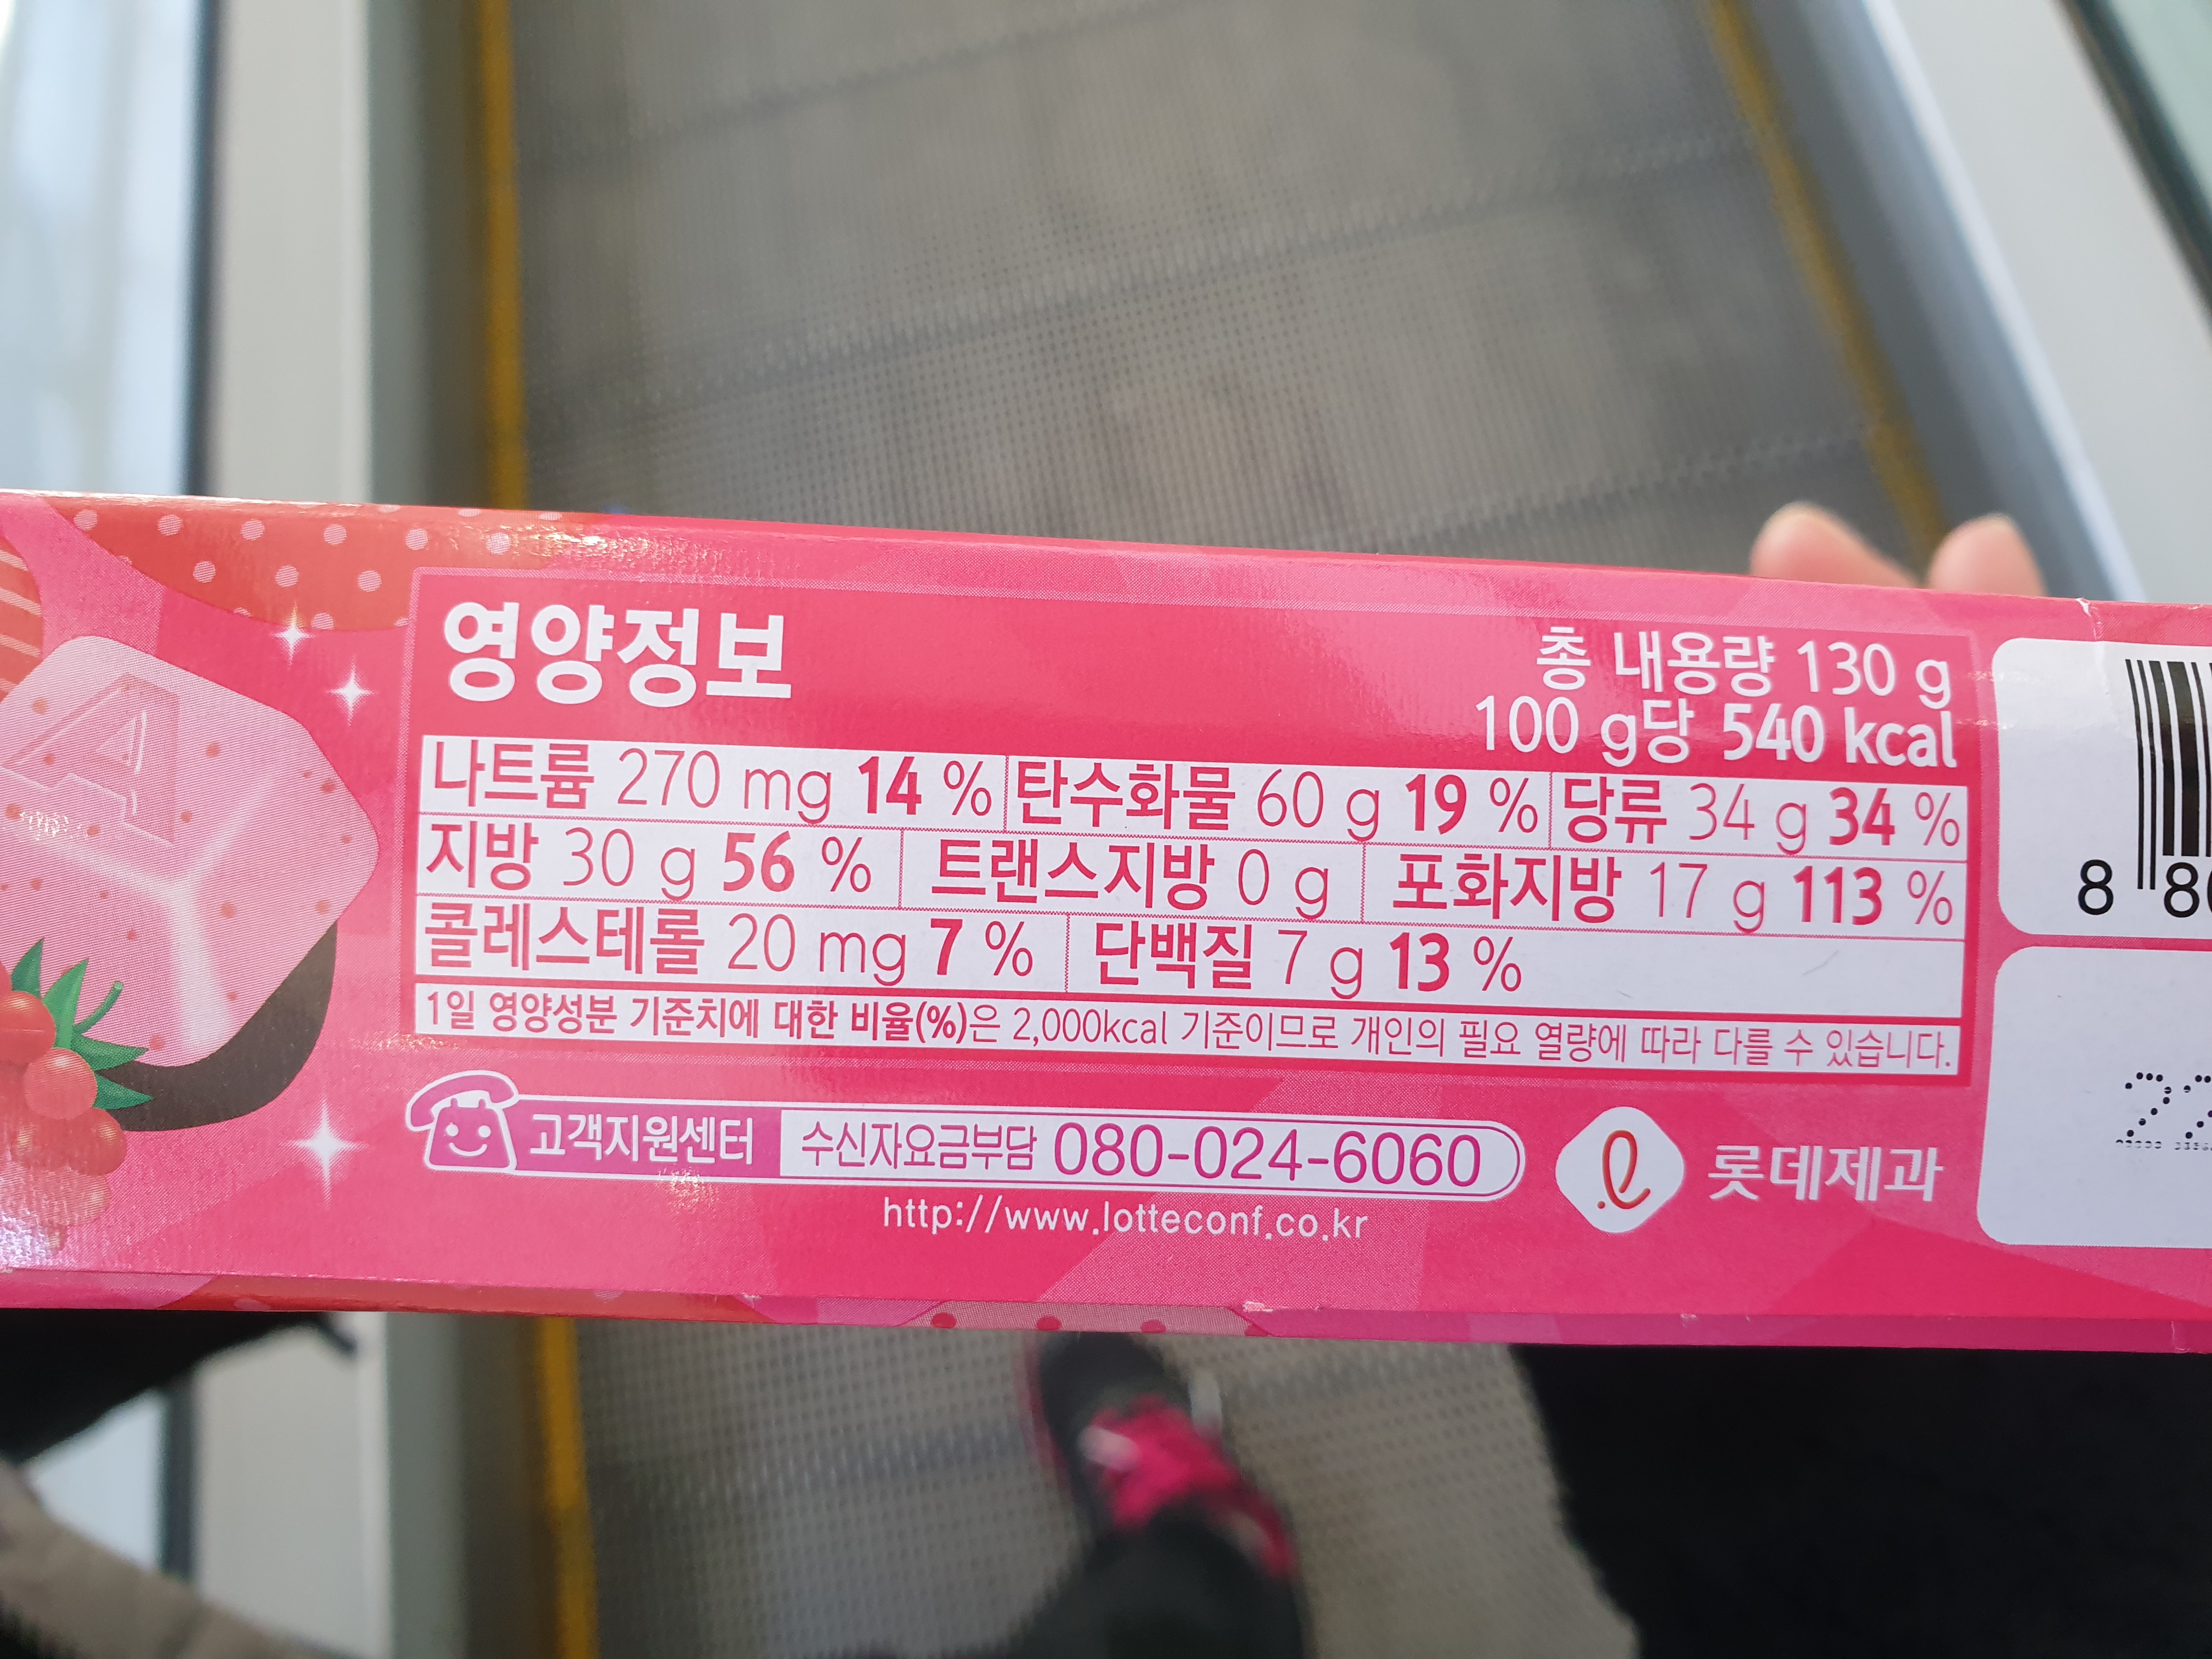 영양정보
총 내용량 130 g
100 g당 540 kcal
나트륨 270 mg 14 % 탄수화물 60 g 19 % 당류 34 g 34 %
지방 30 g 56 % 트랜스지방 0 g 포화지방 17 g 113 %
콜레스테롤 20 mg 7 % 단백질 7 g 13 %
1일 영양성분 기준치에 대한 비율(%)은 2,000kcal 기준이므로 개인의 필요 열량에 따라 다를 수 있습니다.
고객지원센터 수신자요금부담 080-024-6060
http://www.lotteconf.co.kr
롯데제과
A
8